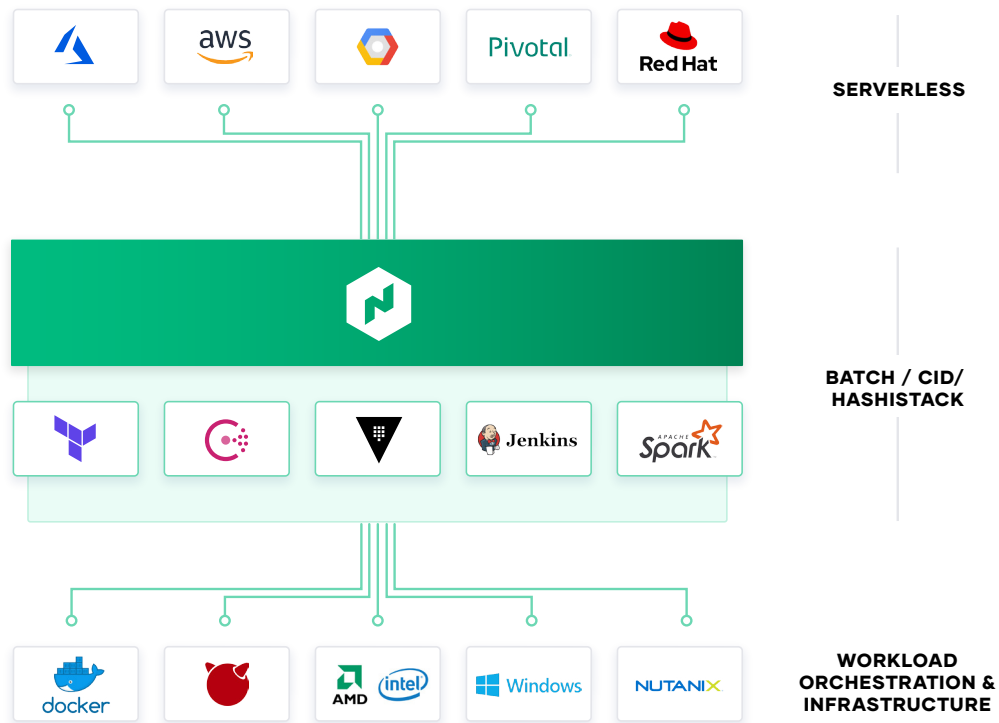 aws
Pivotal
Red Hat
SERVERLESS
BATCH / CID/
HASHISTACK
Jenkins
APACHE
Spark
docker
AMD
intel
Windows
NUTANIX
WORKLOAD
ORCHESTRATION &
INFRASTRUCTURE